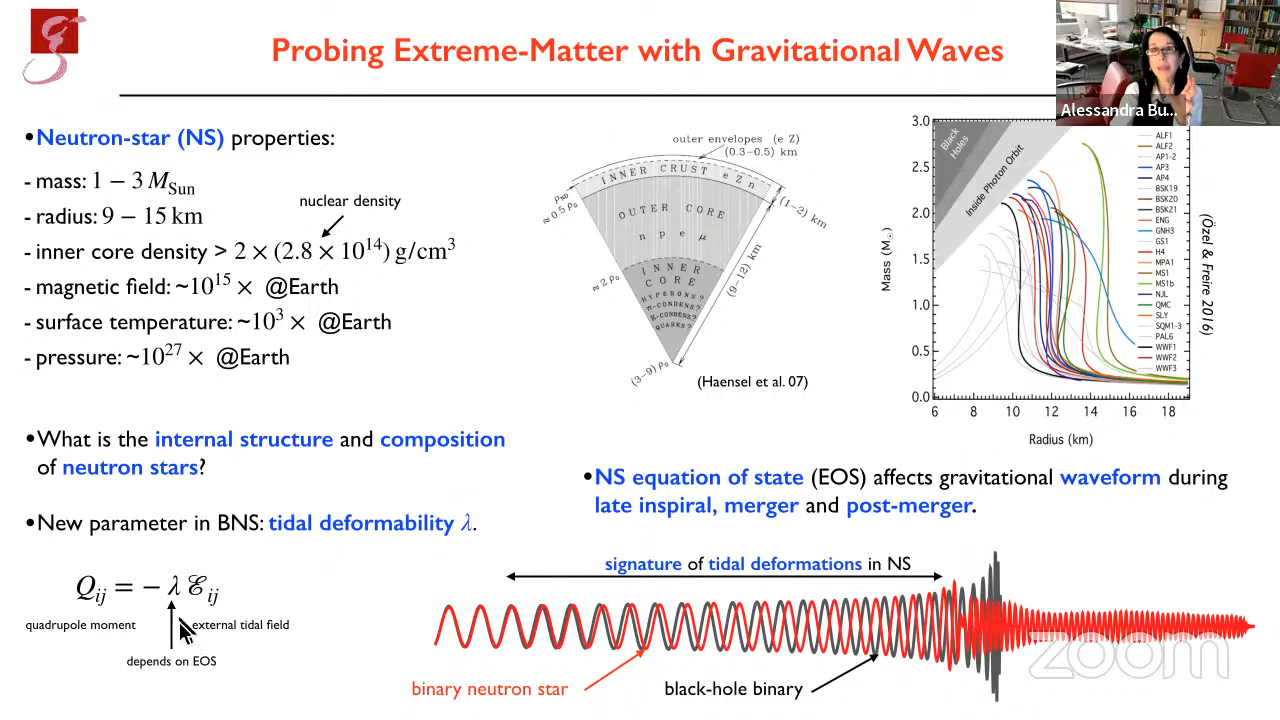 Probing Extreme-Matter with Gravitational Waves
Alessandra Bu...
•Neutron-star (NS) properties:
- mass: 1 − 3 M_Sun
- radius: 9 − 15 km
nuclear density
- inner core density > 2 × (2.8 × 10^14) g/cm^3
- magnetic field: ~10^15 × @Earth
- surface temperature: ~10^3 × @Earth
- pressure: ~10^27 × @Earth
outer envelopes (e Z)
(0.3−0.5) km
INNER CRUST e Z n
OUTER CORE
n p e μ
INNER
CORE
HYPERONS?
π-CONDENS?
K-CONDENS?
QUARKS?
ρ_ND
≈0.5ρ₀
≈2ρ₀
(3−9)ρ₀
(1−2) km
(9−12) km
(Haensel et al. 07)
Black
Holes
Inside Photon Orbit
Mass (M☉)
3.0
2.5
2.0
1.5
1.0
0.5
0.0
6 8 10 12 14 16 18
Radius (km)
ALF1
ALF2
AP1-2
AP3
AP4
BSK19
BSK20
BSK21
ENG
GNH3
GS1
H4
MPA1
MS1
MS1b
NJL
QMC
SLY
SQM1-3
PAL6
WWF1
WWF2
WWF3
(Özel & Freire 2016)
•What is the internal structure and composition
of neutron stars?
•New parameter in BNS: tidal deformability λ.
Q_ij = − λ ℰ_ij
quadrupole moment
external tidal field
depends on EOS
•NS equation of state (EOS) affects gravitational waveform during
late inspiral, merger and post-merger.
signature of tidal deformations in NS
binary neutron star
black-hole binary
zoom